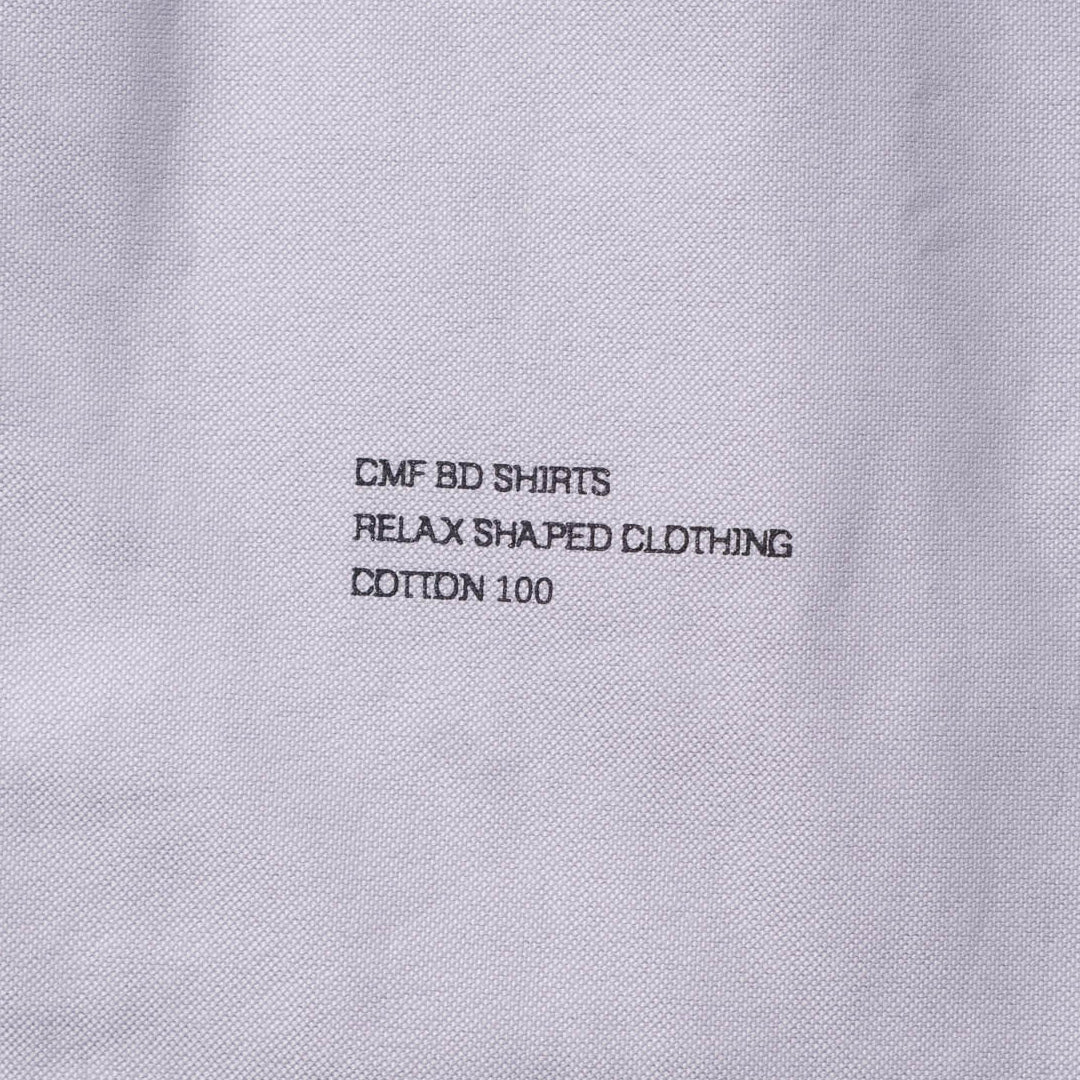 CMF BD SHIRTS
RELAX SHAPED CLOTHING
COTTON 100